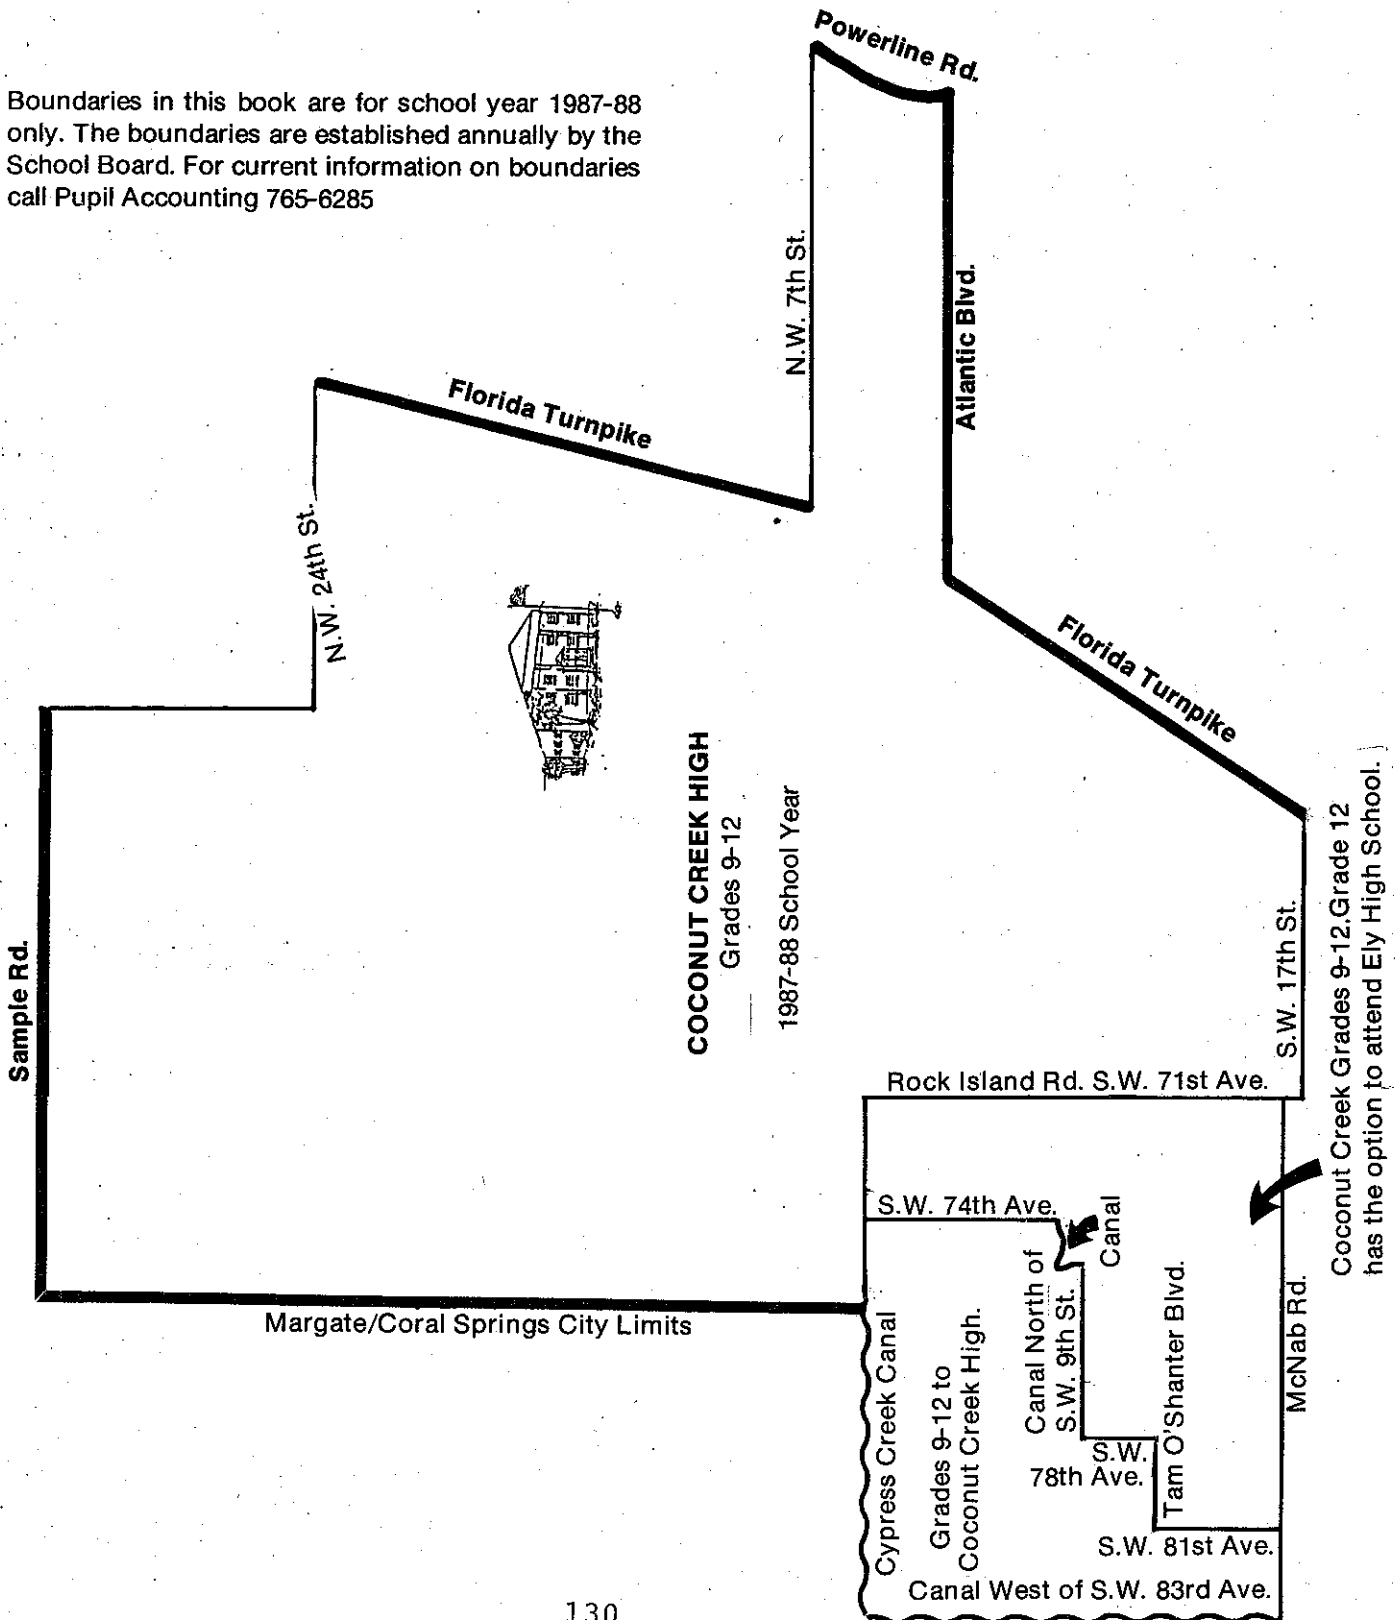 Boundaries in this book are for school year 1987-88
only. The boundaries are established annually by the
School Board. For current information on boundaries
call Pupil Accounting 765-6285
Powerline Rd.
N.W. 7th St.
Atlantic Blvd.
Florida Turnpike
N.W. 24th St.
Florida Turnpike
Sample Rd.
COCONUT CREEK HIGH
Grades 9-12
1987-88 School Year
S.W. 17th St.
Coconut Creek Grades 9-12.Grade 12
has the option to attend Ely High School.
Rock Island Rd. S.W. 71st Ave.
S.W. 74th Ave.
Canal
Canal North of
S.W. 9th St.
Margate/Coral Springs City Limits
Cypress Creek Canal
Grades 9-12 to
Coconut Creek High.
Tam O'Shanter Blvd.
McNab Rd.
S.W.
78th Ave.
S.W. 81st Ave.
Canal West of S.W. 83rd Ave.
130